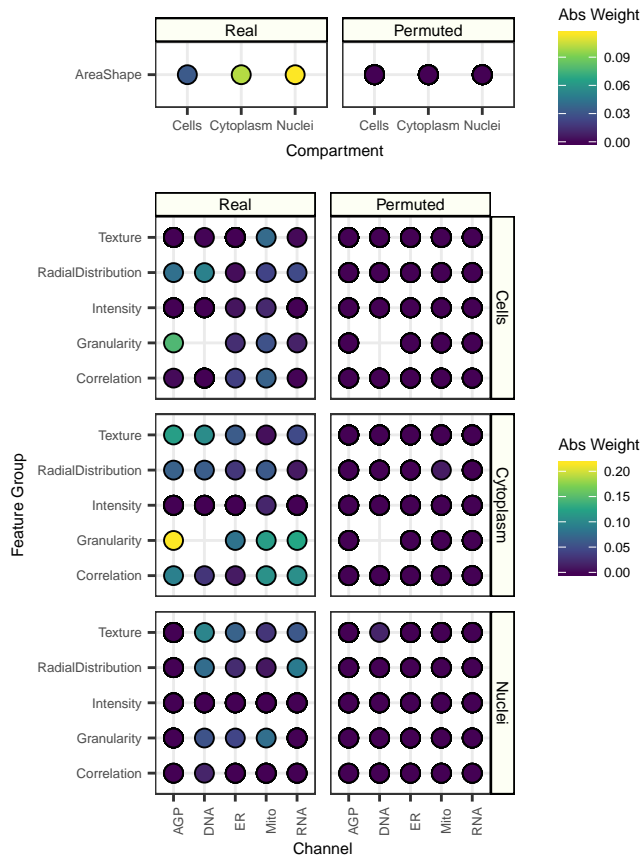 Real Permuted
AreaShape
Cells Cytoplasm Nuclei Cells Cytoplasm Nuclei
Compartment
Abs Weight
0.09
0.06
0.03
0.00
Real Permuted
Texture
RadialDistribution
Intensity
Granularity
Correlation
Cells
Texture
RadialDistribution
Intensity
Granularity
Correlation
Cytoplasm
Texture
RadialDistribution
Intensity
Granularity
Correlation
Nuclei
Feature Group
AGP DNA ER Mito RNA AGP DNA ER Mito RNA
Channel
Abs Weight
0.20
0.15
0.10
0.05
0.00